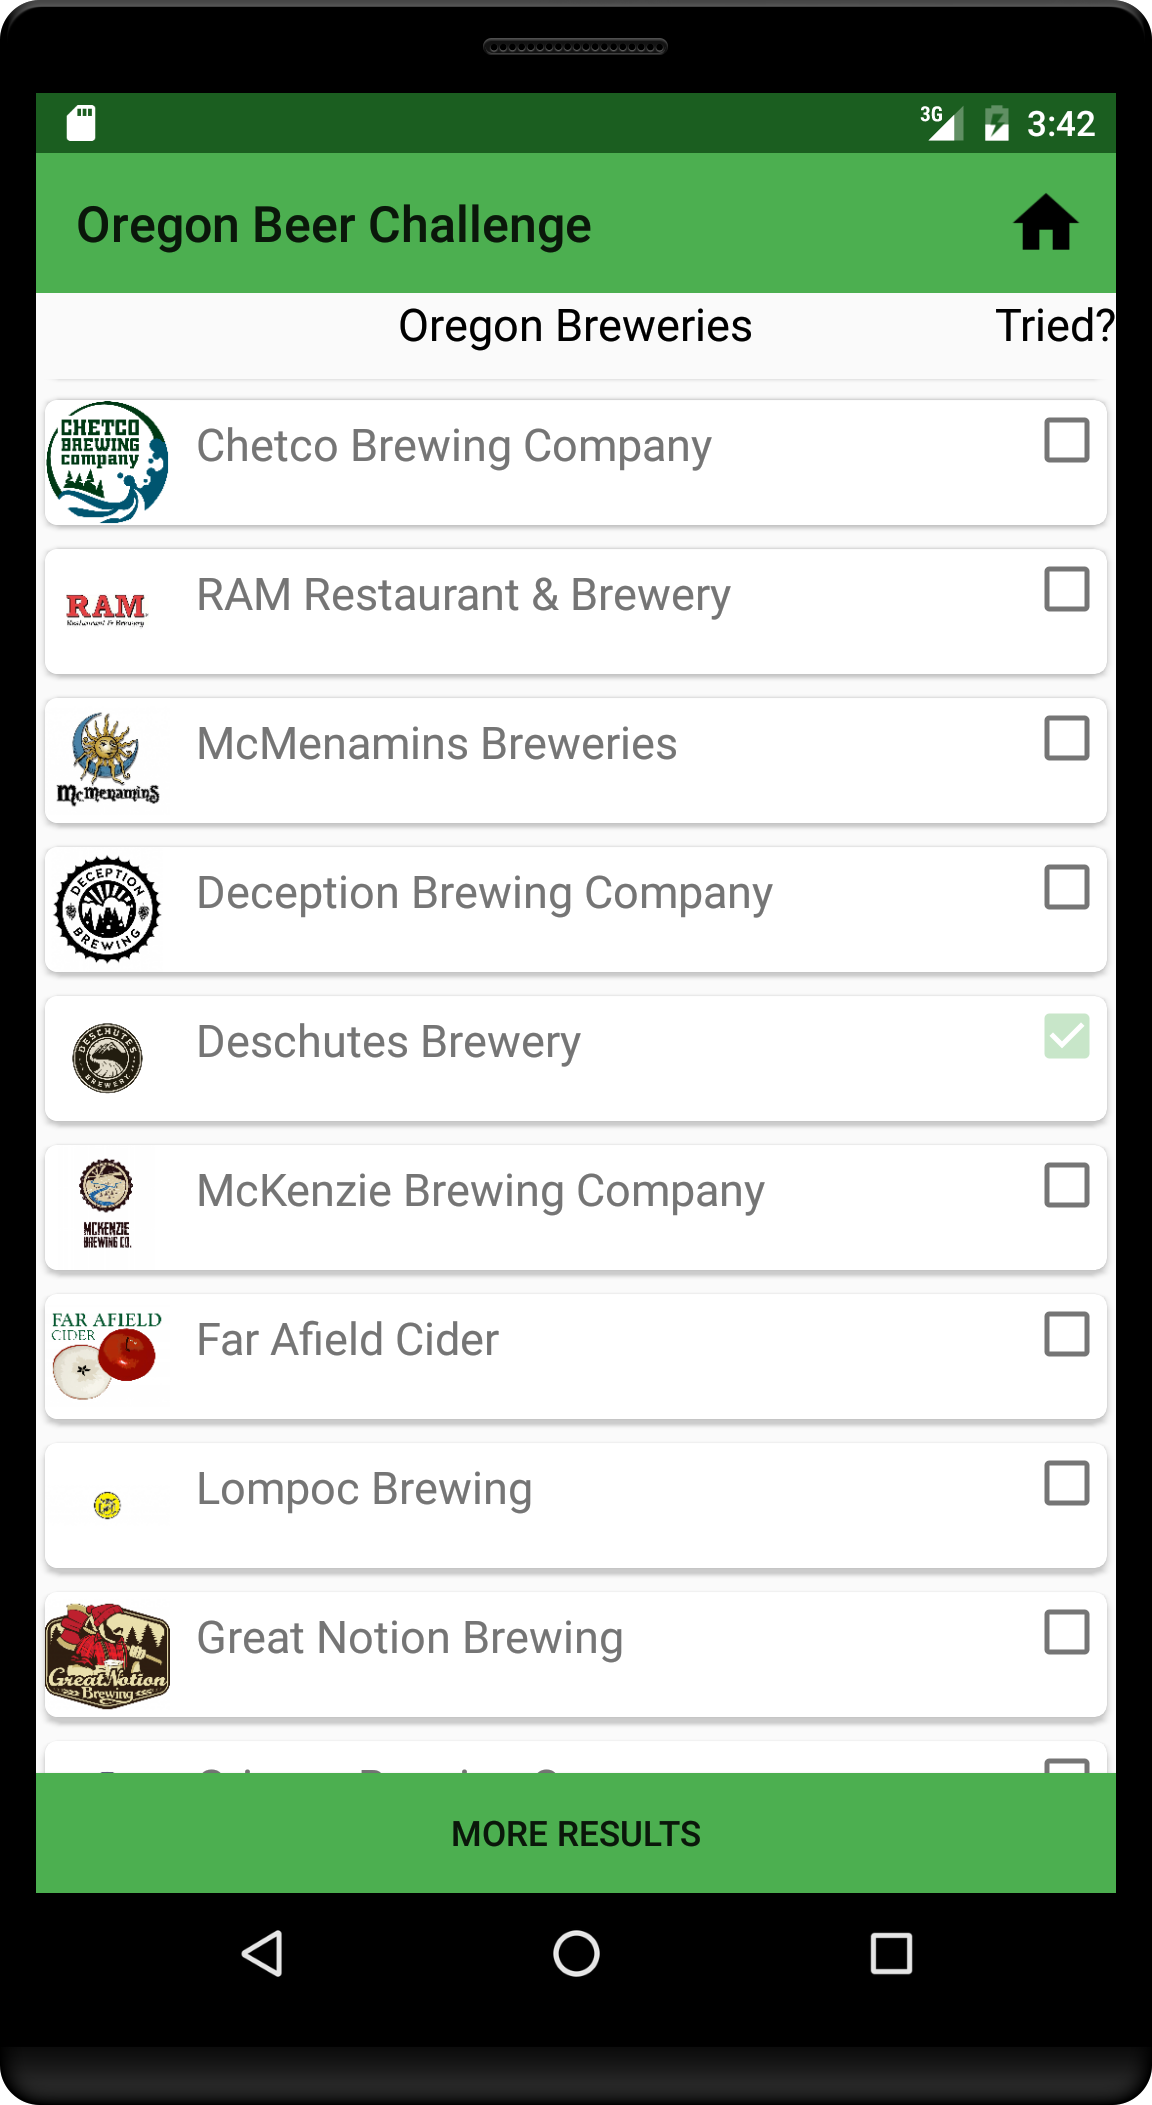 3G 3:42
Oregon Beer Challenge
Oregon Breweries Tried?
CHETCO
BREWING
company
Chetco Brewing Company
RAM
Restaurant & Brewery
RAM Restaurant & Brewery
McMenamins
McMenamins Breweries
DECEPTION
BREWING
Deception Brewing Company
DESCHUTES
BREWERY
Deschutes Brewery
MCKENZIE
BREWING CO.
McKenzie Brewing Company
FAR AFIELD
CIDER
Far Afield Cider
Lompoc Brewing
Great Notion
Brewing
Great Notion Brewing
MORE RESULTS